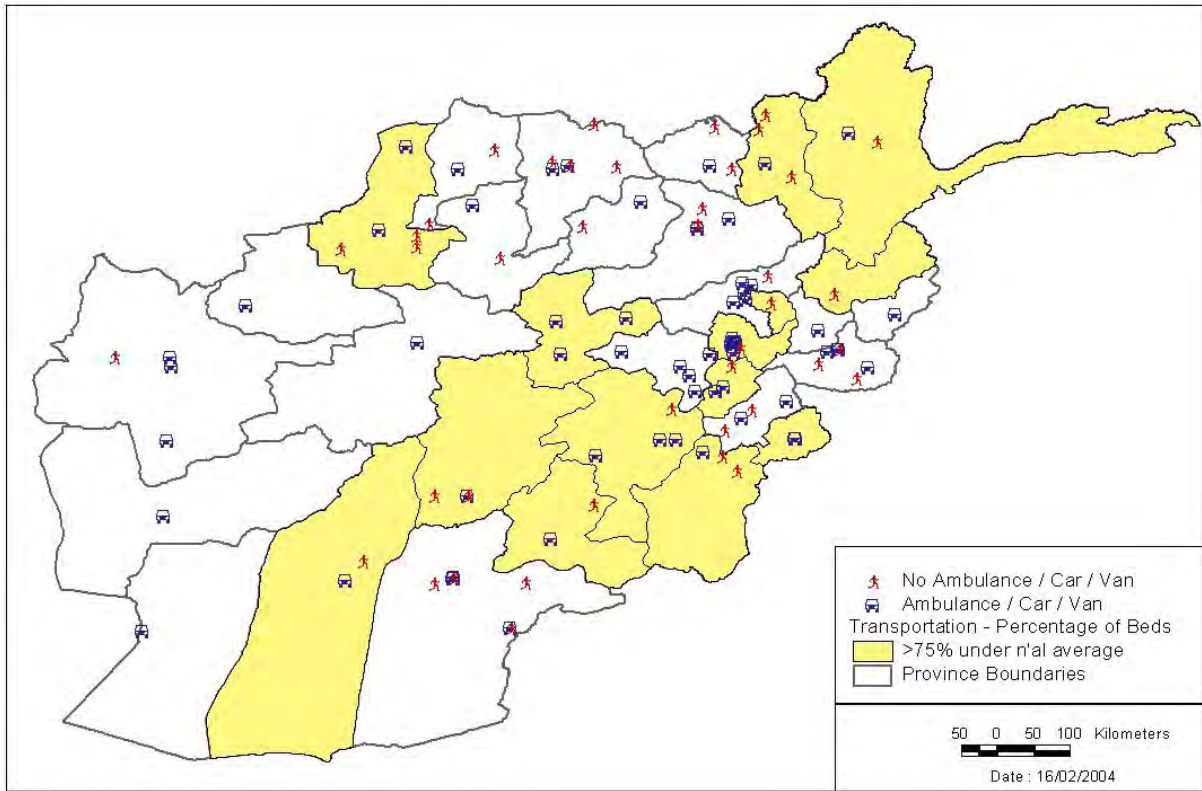 No Ambulance / Car / Van
Ambulance / Car / Van
Transportation - Percentage of Beds
>75% under n'al average
Province Boundaries
50 0 50 100 Kilometers
Date : 16/02/2004